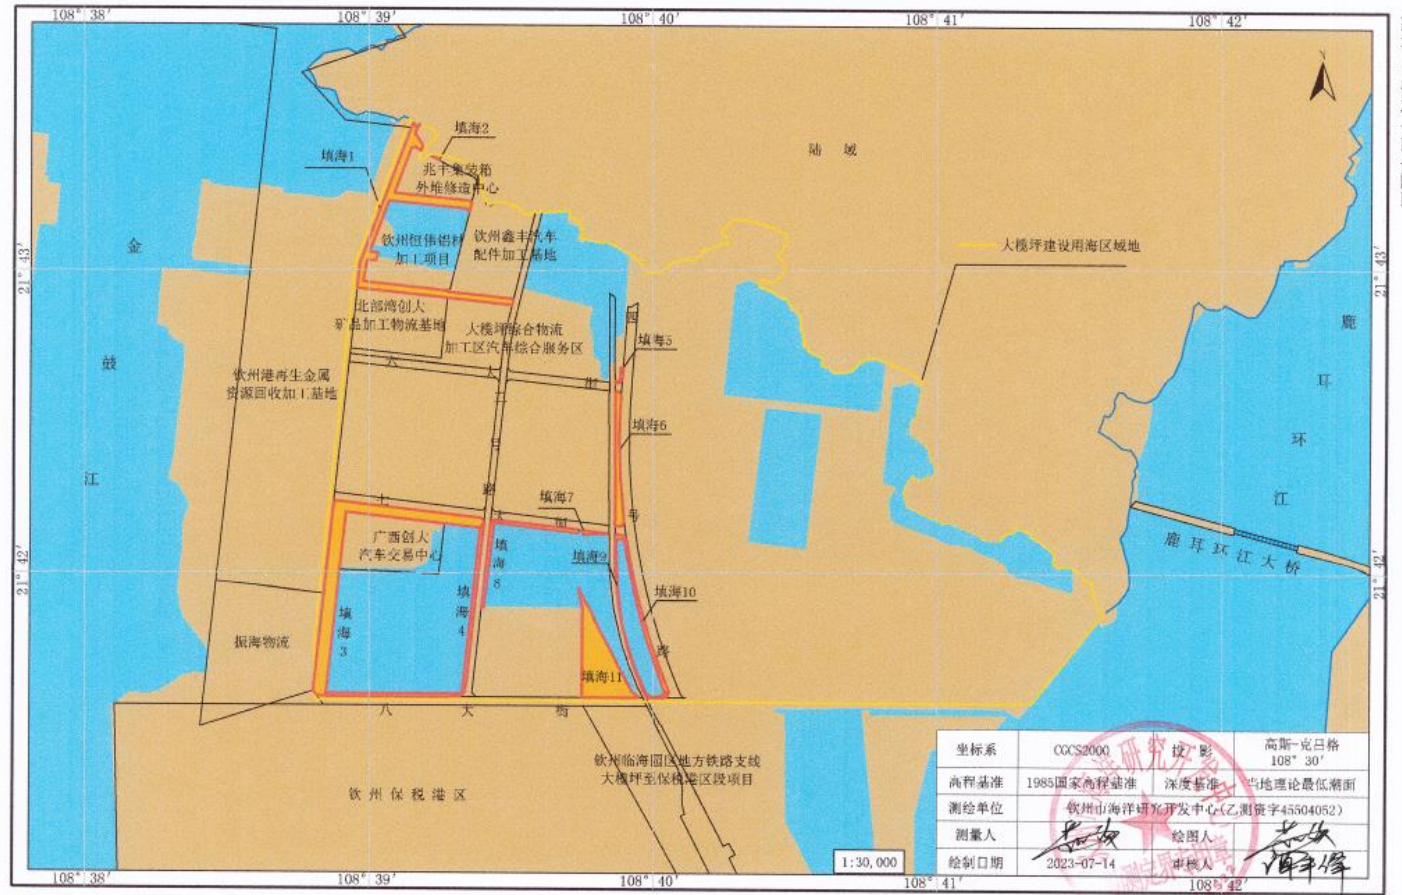 108° 38′
108° 39′
108° 40′
108° 41′
108° 42′
填海2
填海1
兆丰集装箱
外堆修造中心
陆域
金
鼓
江
钦州恒伟铝材
加工项目
钦州鑫丰汽车
配件加工基地
大榄坪建设用海区域地
21° 43′
21° 43′
北部湾创大
矿品加工物流基地
大榄坪综合物流
加工区汽车综合服务区
四
号
路
填海5
鹿
耳
环
江
钦州港再生金属
资源回收加工基地
六大街
二
号
路
填海6
七大街
填海7
广西创大
汽车交易中心
填海8
填海9
鹿耳环江大桥
21° 42′
21° 42′
填海3
填海4
填海10
振海物流
填海11
八大街
钦州临海园区地方铁路支线
大榄坪至保税港区段项目
钦州保税港区
坐标系 CGCS2000 投影 高斯-克吕格
108° 30′
高程基准 1985国家高程基准 深度基准 当地理论最低潮面
测绘单位 钦州市海洋研究开发中心(乙测资字45504052)
测量人 绘图人
绘制日期 2023-07-14 审核人
1:30,000
108° 38′
108° 39′
108° 40′
108° 41′
108° 42′